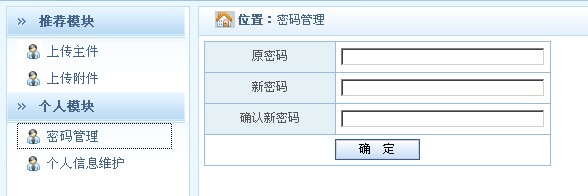 » 推荐模块
上传主件
上传附件
» 个人模块
密码管理
个人信息维护
位置：密码管理
原密码
新密码
确认新密码
确 定